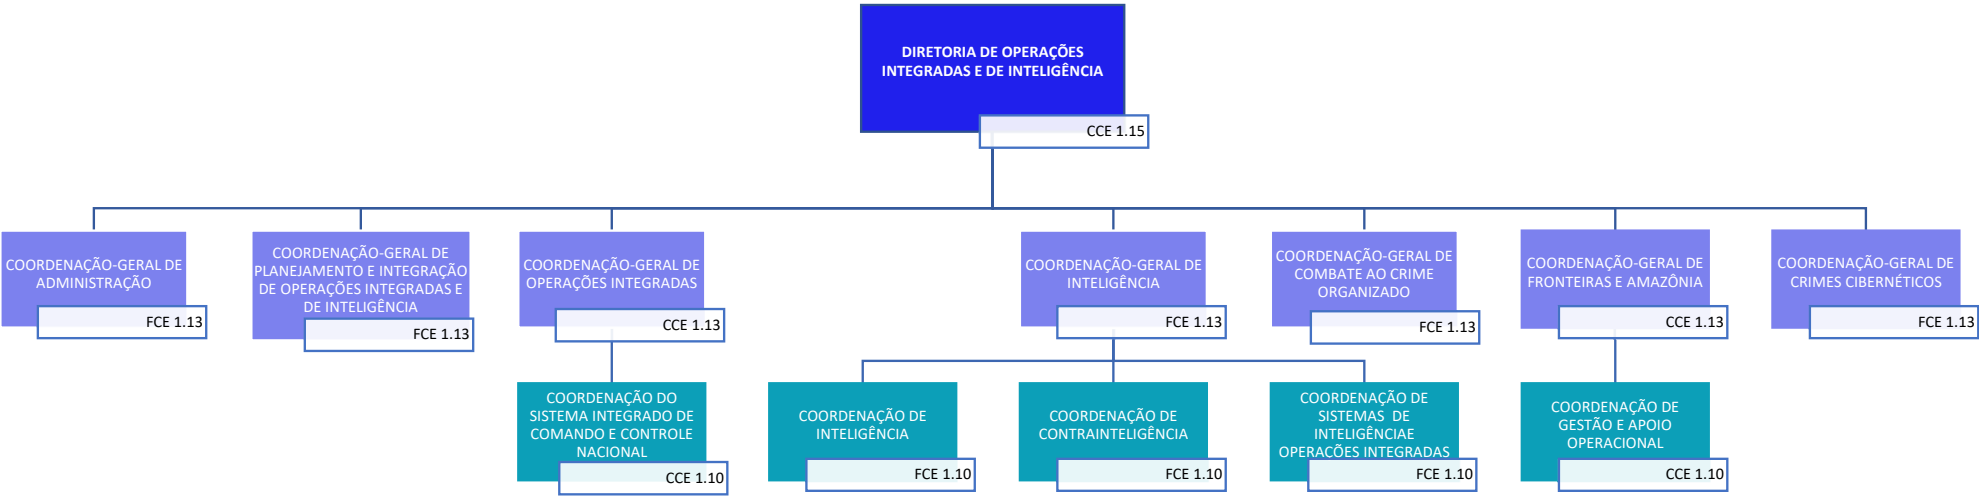 DIRETORIA DE OPERAÇÕES
INTEGRADAS E DE INTELIGÊNCIA
CCE 1.15
COORDENAÇÃO-GERAL DE
ADMINISTRAÇÃO
FCE 1.13
COORDENAÇÃO-GERAL DE
PLANEJAMENTO E INTEGRAÇÃO
DE OPERAÇÕES INTEGRADAS E
DE INTELIGÊNCIA
FCE 1.13
COORDENAÇÃO-GERAL DE
OPERAÇÕES INTEGRADAS
CCE 1.13
COORDENAÇÃO-GERAL DE
INTELIGÊNCIA
FCE 1.13
COORDENAÇÃO-GERAL DE
COMBATE AO CRIME
ORGANIZADO
FCE 1.13
COORDENAÇÃO-GERAL DE
FRONTEIRAS E AMAZÔNIA
CCE 1.13
COORDENAÇÃO-GERAL DE
CRIMES CIBERNÉTICOS
FCE 1.13
COORDENAÇÃO DO
SISTEMA INTEGRADO DE
COMANDO E CONTROLE
NACIONAL
CCE 1.10
COORDENAÇÃO DE
INTELIGÊNCIA
FCE 1.10
COORDENAÇÃO DE
CONTRAINTELIGÊNCIA
FCE 1.10
COORDENAÇÃO DE
SISTEMAS DE
INTELIGÊNCIAE
OPERAÇÕES INTEGRADAS
FCE 1.10
COORDENAÇÃO DE
GESTÃO E APOIO
OPERACIONAL
CCE 1.10